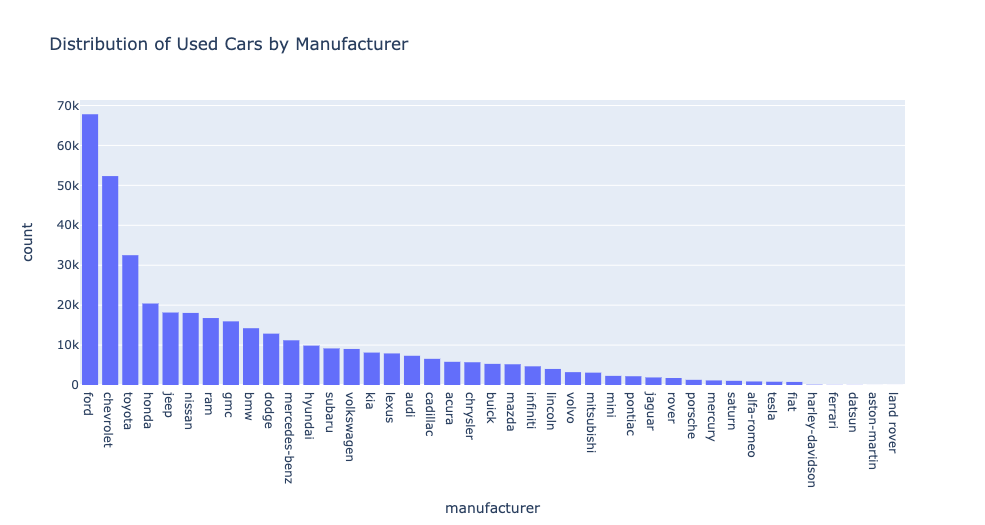 Distribution of Used Cars by Manufacturer
70k
60k
50k
40k
30k
20k
10k
0
count
ford
chevrolet
toyota
honda
jeep
nissan
ram
gmc
bmw
dodge
mercedes-benz
hyundai
subaru
volkswagen
kia
lexus
audi
cadillac
acura
chrysler
buick
mazda
infiniti
lincoln
volvo
mitsubishi
mini
pontiac
jaguar
rover
porsche
mercury
saturn
alfa-romeo
tesla
fiat
harley-davidson
ferrari
datsun
aston-martin
land rover
manufacturer